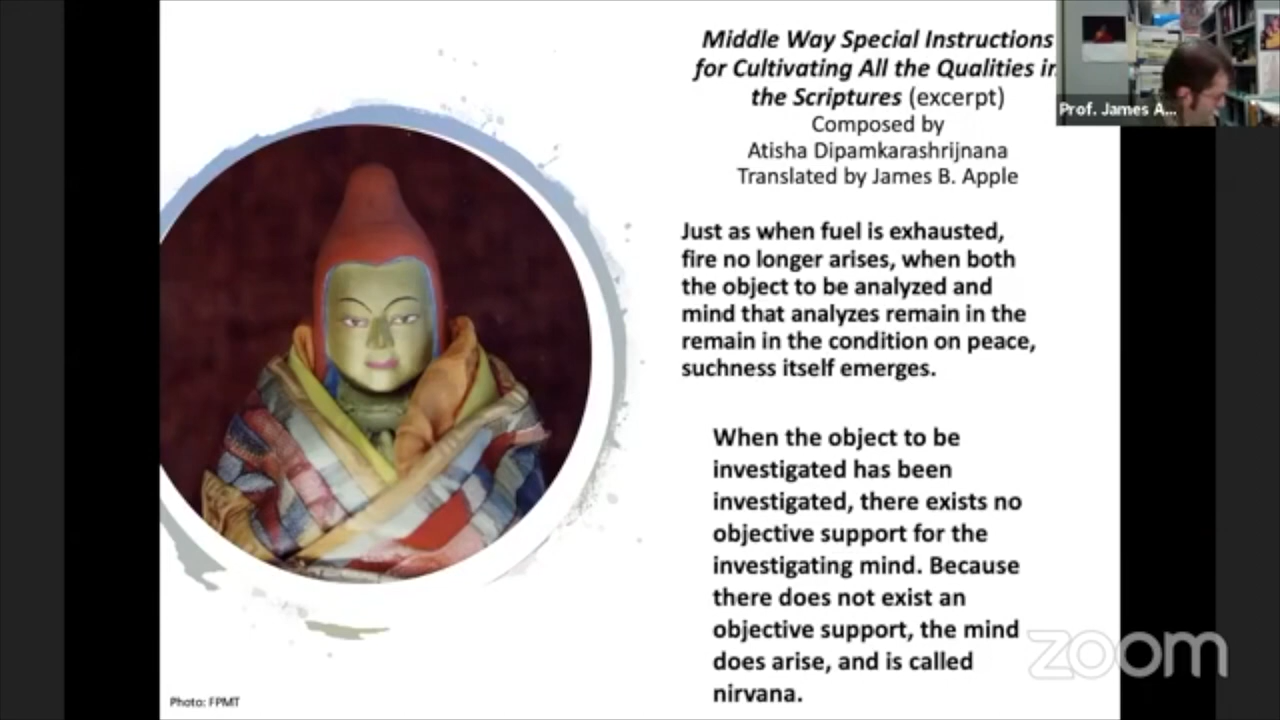 Middle Way Special Instructions
for Cultivating All the Qualities in
the Scriptures (excerpt)
Composed by
Atisha Dipamkarashrijnana
Translated by James B. Apple
Just as when fuel is exhausted,
fire no longer arises, when both
the object to be analyzed and
mind that analyzes remain in the
remain in the condition on peace,
suchness itself emerges.
When the object to be
investigated has been
investigated, there exists no
objective support for the
investigating mind. Because
there does not exist an
objective support, the mind
does arise, and is called
nirvana.
Photo: FPMT
Prof. James A...
zoom